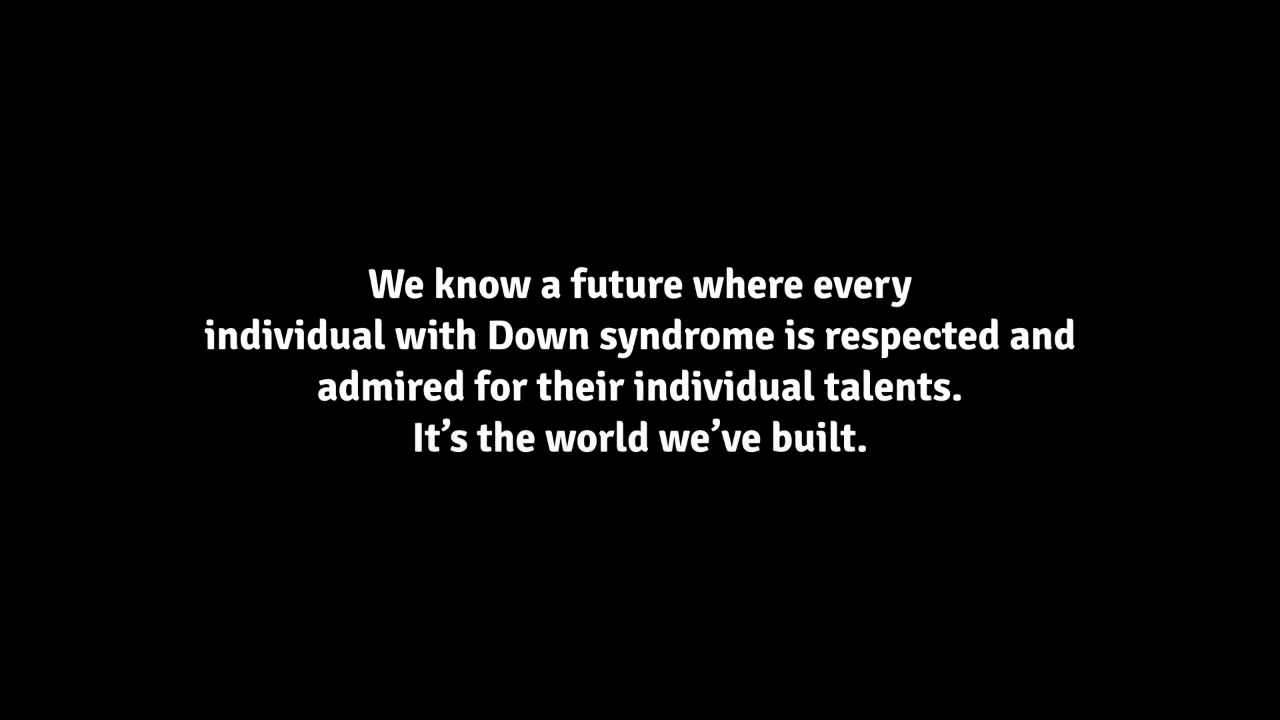 We know a future where every
individual with Down syndrome is respected and
admired for their individual talents.
It’s the world we’ve built.